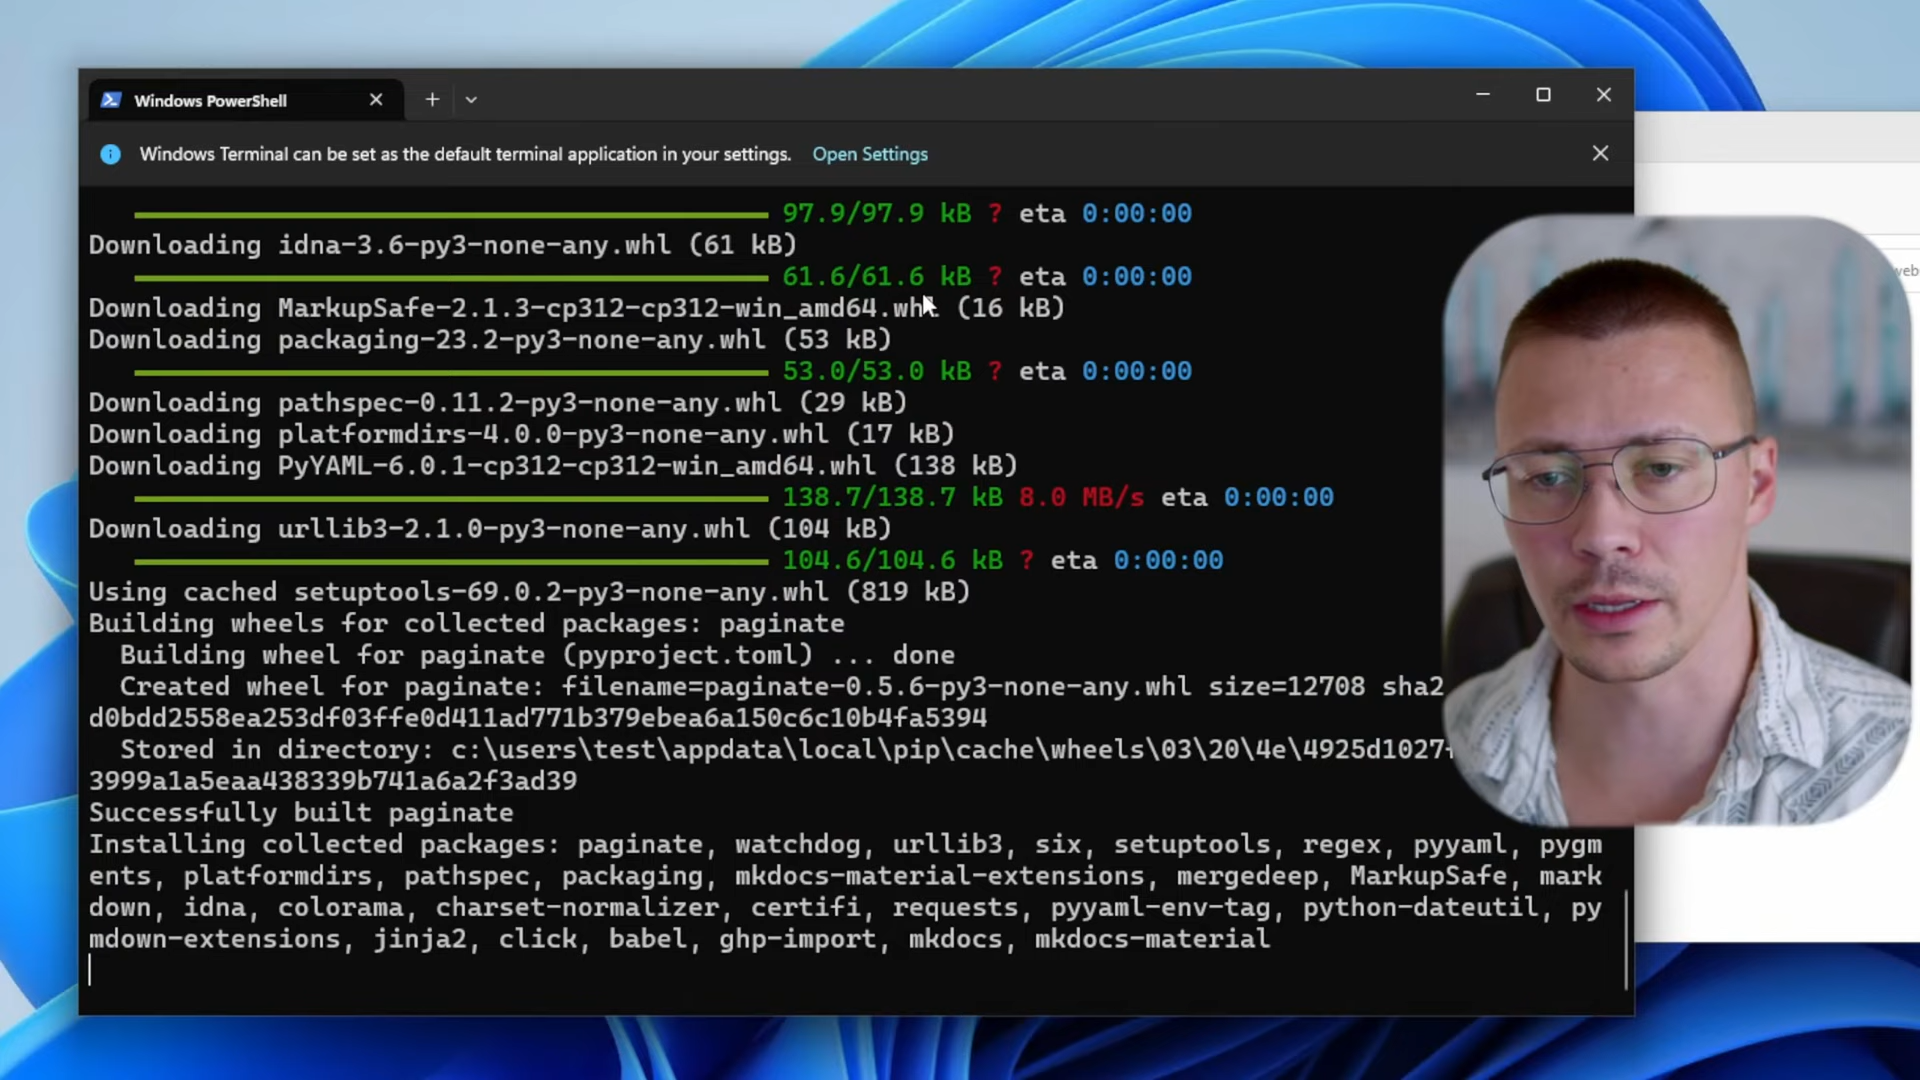 Windows PowerShell
Windows Terminal can be set as the default terminal application in your settings. Open Settings
97.9/97.9 kB ? eta 0:00:00
Downloading idna-3.6-py3-none-any.whl (61 kB)
61.6/61.6 kB ? eta 0:00:00
Downloading MarkupSafe-2.1.3-cp312-cp312-win_amd64.whl (16 kB)
Downloading packaging-23.2-py3-none-any.whl (53 kB)
53.0/53.0 kB ? eta 0:00:00
Downloading pathspec-0.11.2-py3-none-any.whl (29 kB)
Downloading platformdirs-4.0.0-py3-none-any.whl (17 kB)
Downloading PyYAML-6.0.1-cp312-cp312-win_amd64.whl (138 kB)
138.7/138.7 kB 8.0 MB/s eta 0:00:00
Downloading urllib3-2.1.0-py3-none-any.whl (104 kB)
104.6/104.6 kB ? eta 0:00:00
Using cached setuptools-69.0.2-py3-none-any.whl (819 kB)
Building wheels for collected packages: paginate
Building wheel for paginate (pyproject.toml) ... done
Created wheel for paginate: filename=paginate-0.5.6-py3-none-any.whl size=12708 sha2
d0bdd2558ea253df03ffe0d411ad771b379ebea6a150c6c10b4fa5394
Stored in directory: c:\users\test\appdata\local\pip\cache\wheels\03\20\4e\4925d1027
3999a1a5eaa438339b741a6a2f3ad39
Successfully built paginate
Installing collected packages: paginate, watchdog, urllib3, six, setuptools, regex, pyyaml, pygm
ents, platformdirs, pathspec, packaging, mkdocs-material-extensions, mergedeep, MarkupSafe, mark
down, idna, colorama, charset-normalizer, certifi, requests, pyyaml-env-tag, python-dateutil, py
mdown-extensions, jinja2, click, babel, ghp-import, mkdocs, mkdocs-material